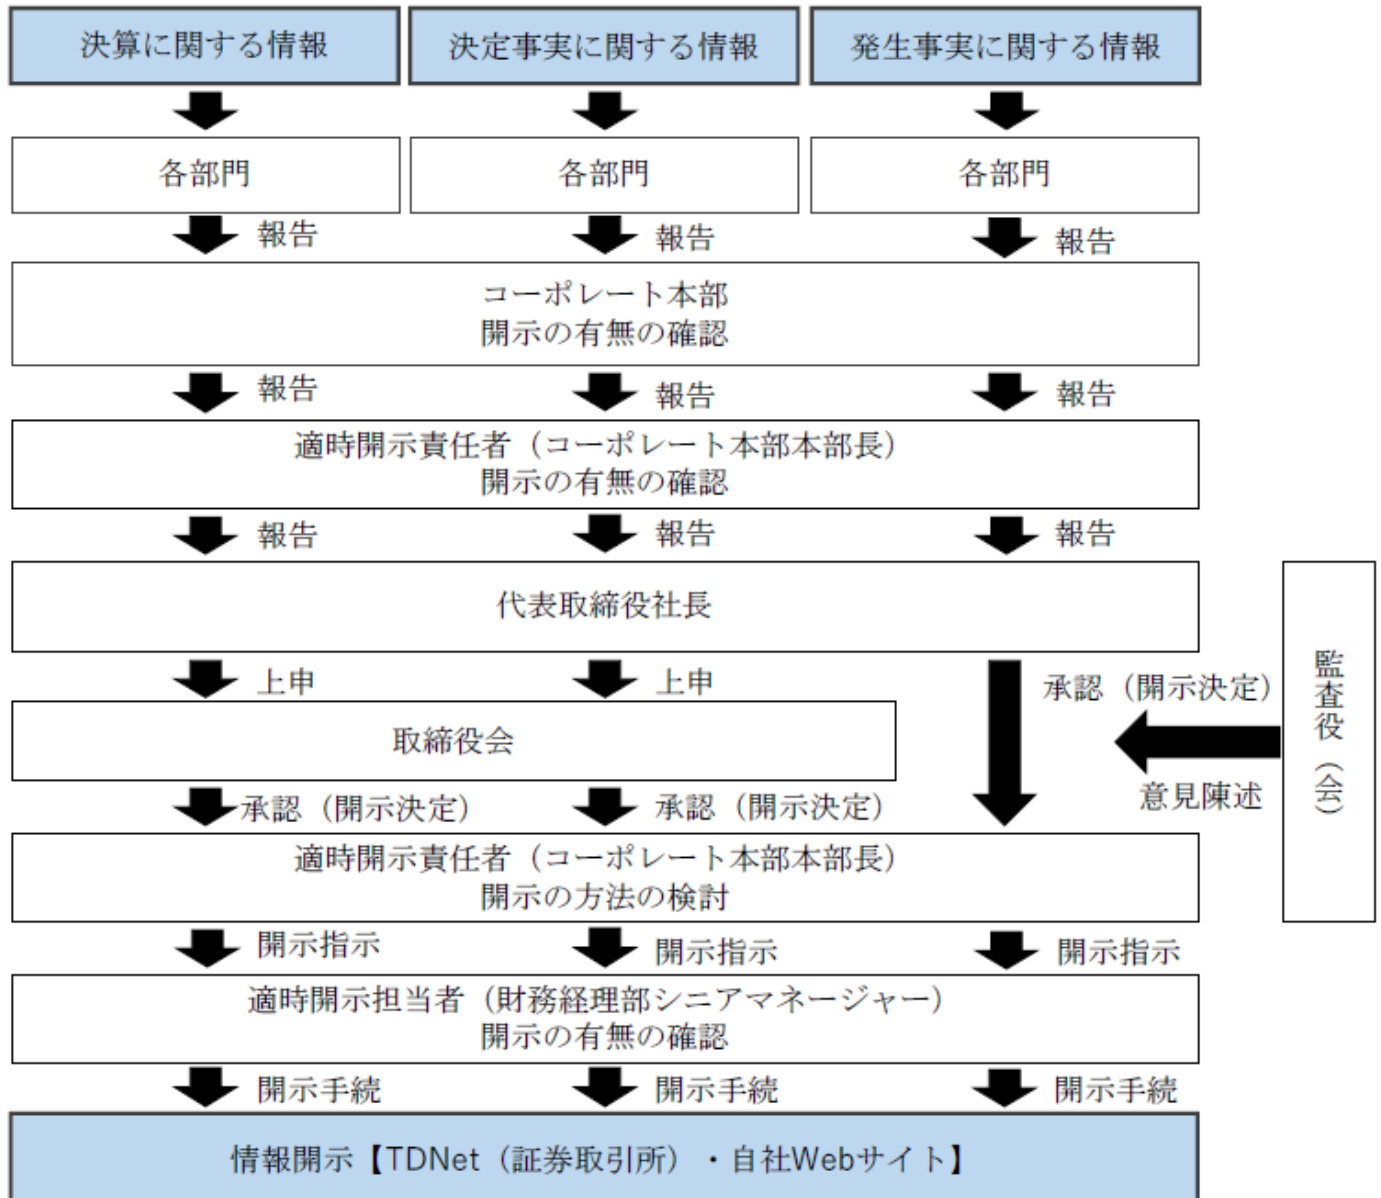 決算に関する情報
決定事実に関する情報
発生事実に関する情報
各部門
各部門
各部門
報告
報告
報告
コーポレート本部
開示の有無の確認
報告
報告
報告
適時開示責任者（コーポレート本部本部長）
開示の有無の確認
報告
報告
報告
代表取締役社長
上申
上申
承認（開示決定）
監査役（会）
取締役会
意見陳述
承認（開示決定）
承認（開示決定）
適時開示責任者（コーポレート本部本部長）
開示の方法の検討
開示指示
開示指示
開示指示
適時開示担当者（財務経理部シニアマネージャー）
開示の有無の確認
開示手続
開示手続
開示手続
情報開示【TDNet（証券取引所）・自社Webサイト】